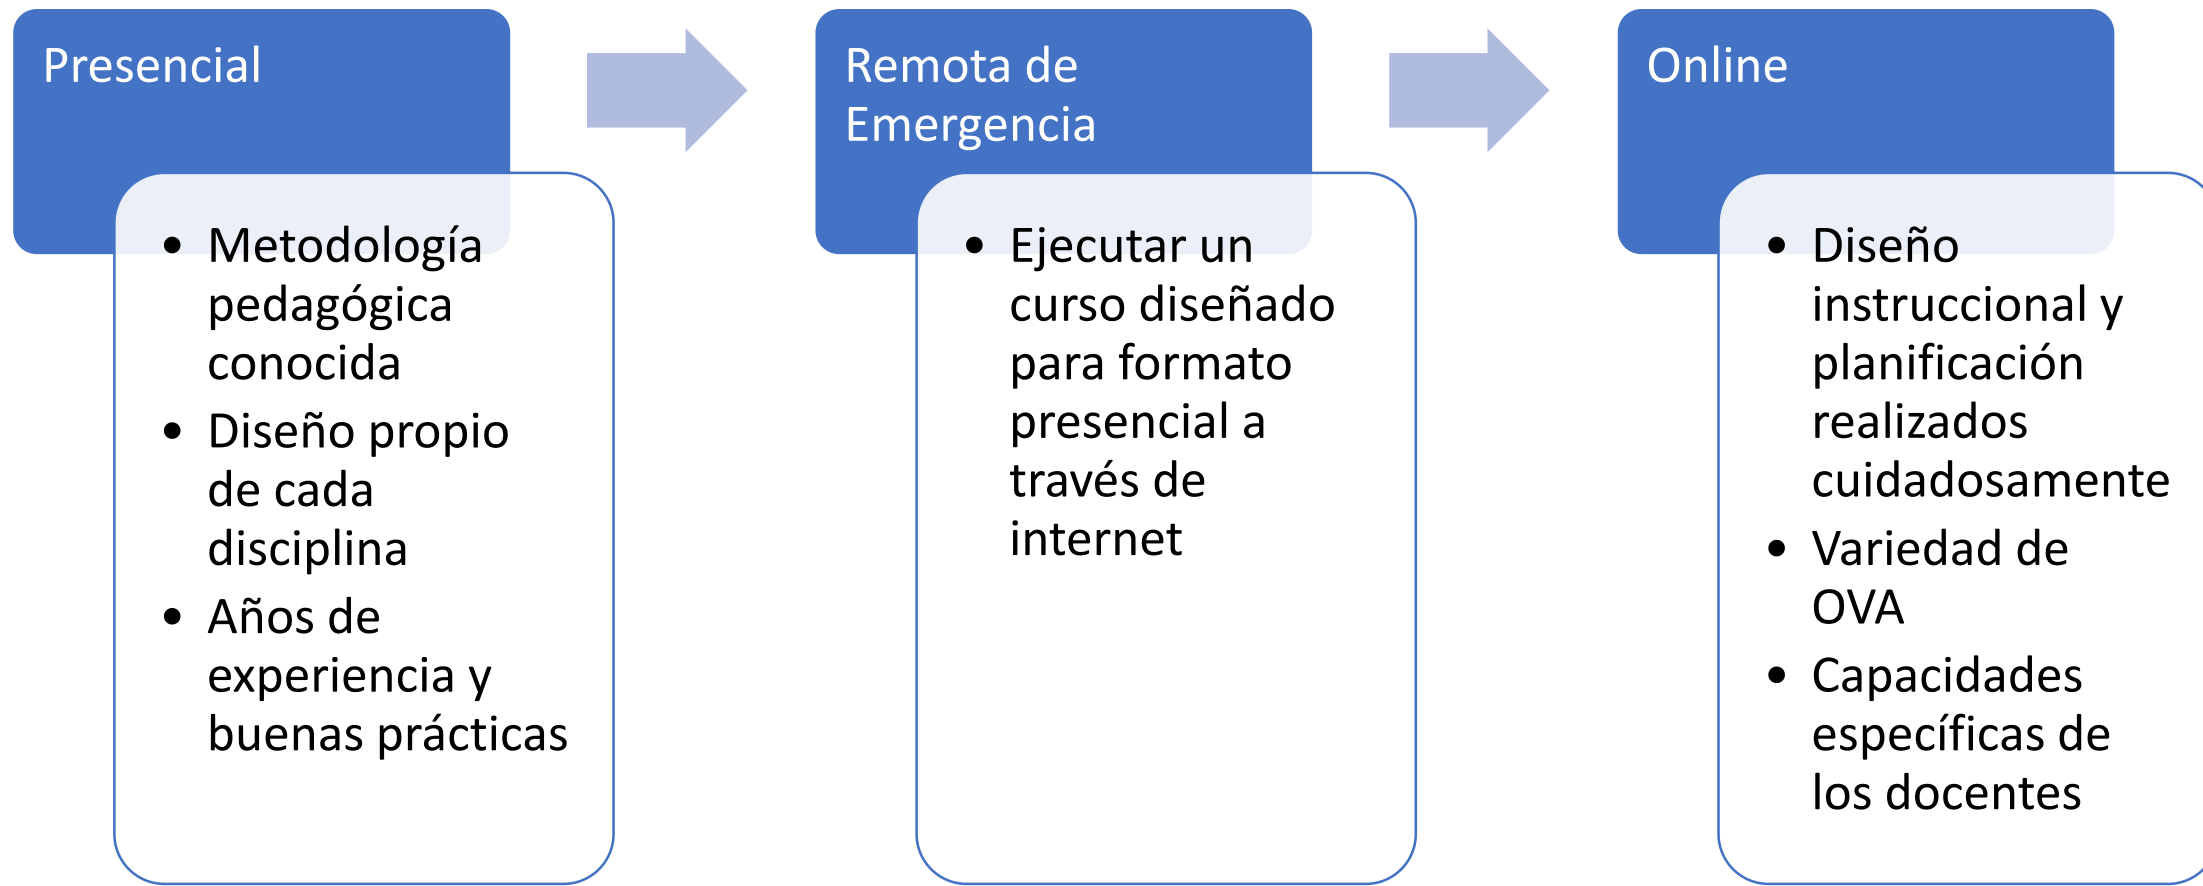 Presencial
• Metodología
pedagógica
conocida
• Diseño propio
de cada
disciplina
• Años de
experiencia y
buenas prácticas
Remota de
Emergencia
• Ejecutar un
curso diseñado
para formato
presencial a
través de
internet
Online
• Diseño
instruccional y
planificación
realizados
cuidadosamente
• Variedad de
OVA
• Capacidades
específicas de
los docentes